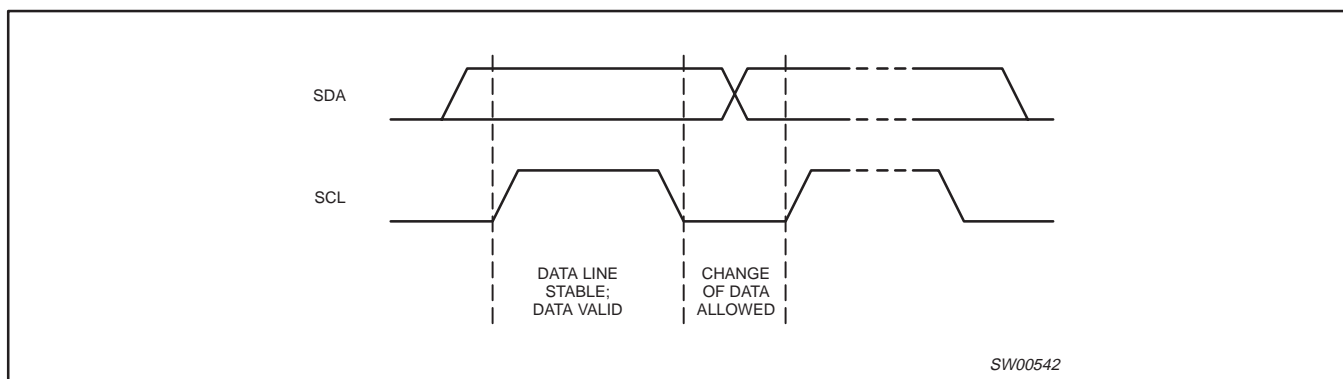 SDA
SCL
DATA LINE
STABLE;
DATA VALID
CHANGE
OF DATA
ALLOWED
SW00542